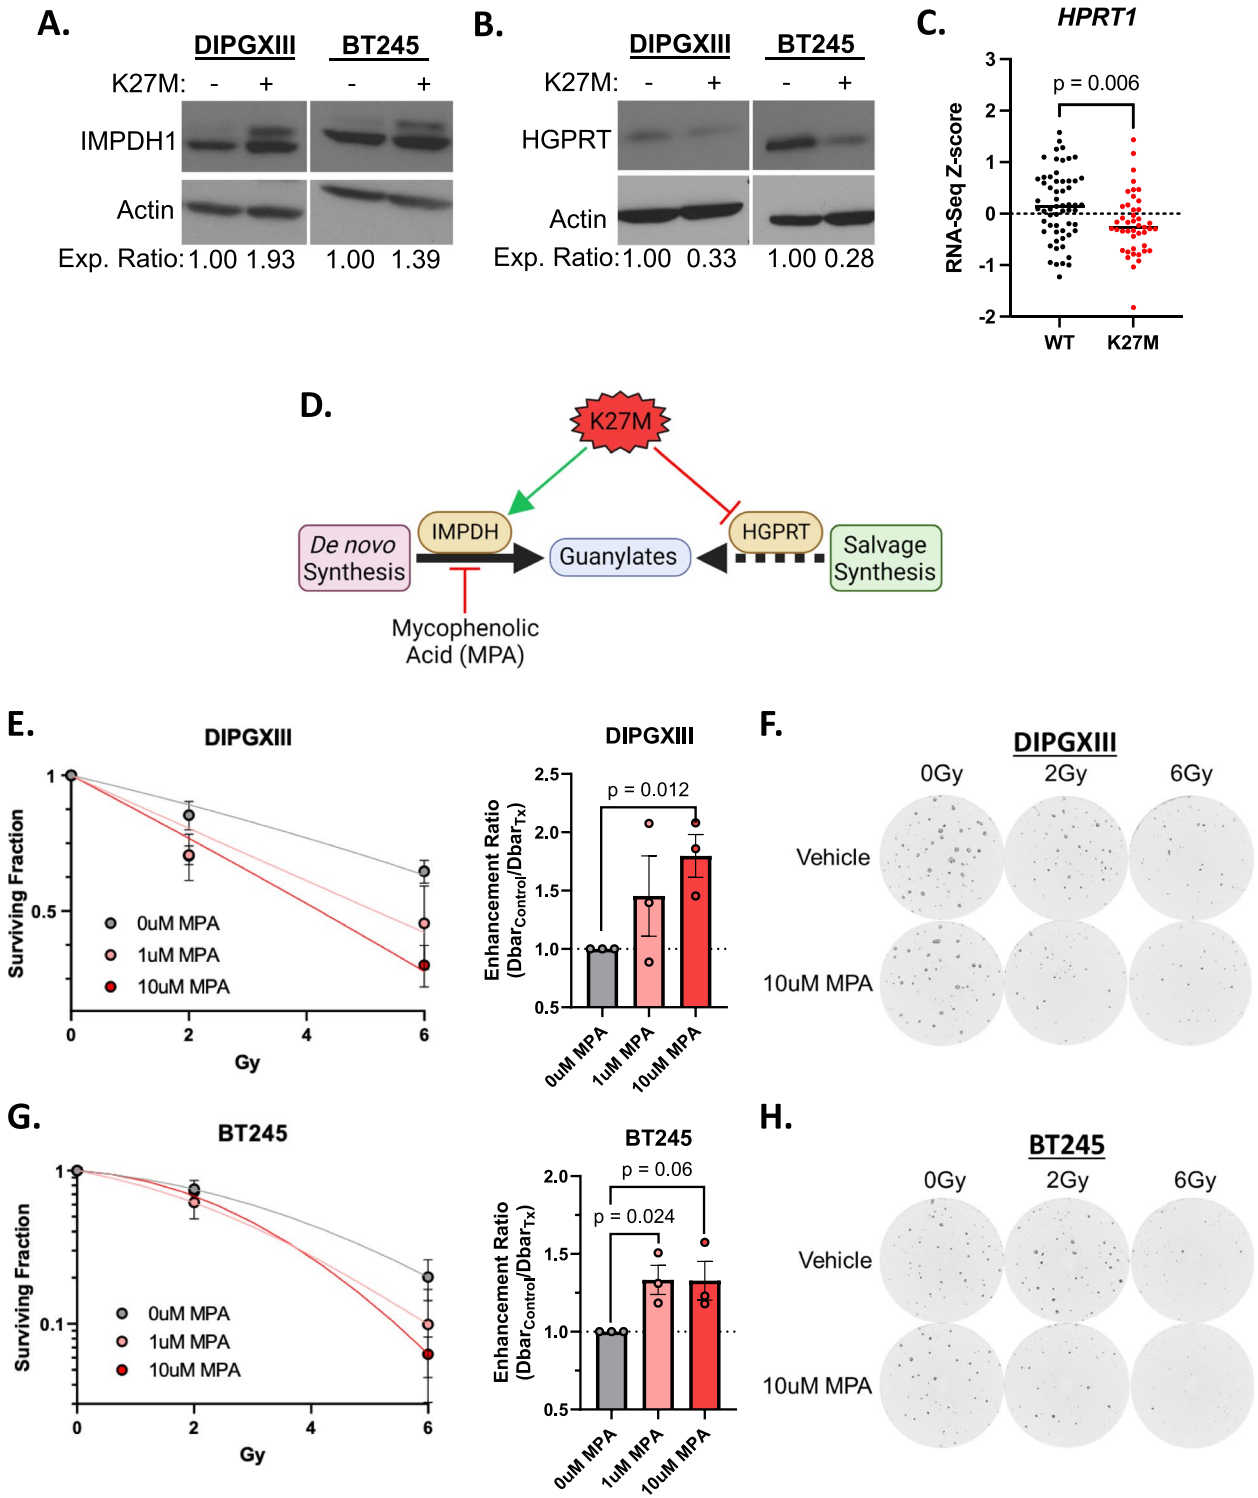 A.
DIPGXIII BT245
K27M: - + - +
IMPDH1
Actin
Exp. Ratio: 1.00 1.93 1.00 1.39
B.
DIPGXIII BT245
K27M: - + - +
HGPRT
Actin
Exp. Ratio: 1.00 0.33 1.00 0.28
C.
HPRT1
p = 0.006
RNA-Seq Z-score
3
2
1
0
-1
-2
WT K27M
D.
K27M
De novo
Synthesis
IMPDH
Guanylates
HGPRT
Salvage
Synthesis
Mycophenolic
Acid (MPA)
E.
DIPGXIII
Surviving Fraction
1
0.5
0uM MPA
1uM MPA
10uM MPA
0 2 4 6
Gy
DIPGXIII
p = 0.012
Enhancement Ratio
(DbarControl/DbarTx)
2.5
2.0
1.5
1.0
0.5
0uM MPA
1uM MPA
10uM MPA
F.
DIPGXIII
0Gy 2Gy 6Gy
Vehicle
10uM MPA
G.
BT245
Surviving Fraction
1
0.1
0uM MPA
1uM MPA
10uM MPA
0 2 4 6
Gy
BT245
p = 0.06
p = 0.024
Enhancement Ratio
(DbarControl/DbarTx)
2.0
1.5
1.0
0.5
0uM MPA
1uM MPA
10uM MPA
H.
BT245
0Gy 2Gy 6Gy
Vehicle
10uM MPA